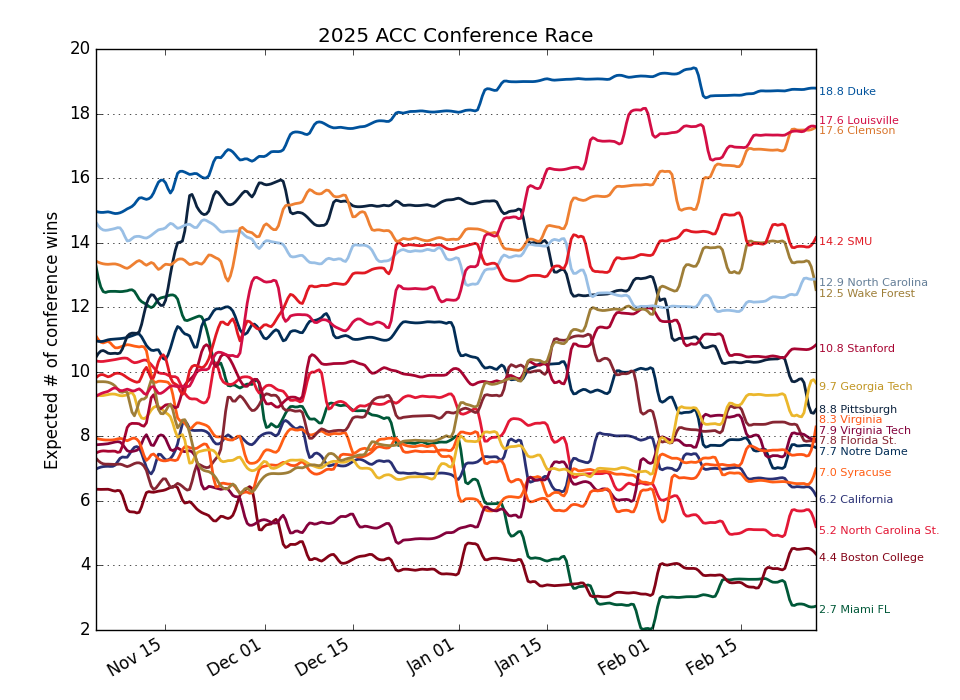 2025 ACC Conference Race
Expected # of conference wins
20
18
16
14
12
10
8
6
4
2
Nov 15
Dec 01
Dec 15
Jan 01
Jan 15
Feb 01
Feb 15
18.8 Duke
17.6 Louisville
17.6 Clemson
14.2 SMU
12.9 North Carolina
12.5 Wake Forest
10.8 Stanford
9.7 Georgia Tech
8.8 Pittsburgh
8.3 Virginia
7.9 Virginia Tech
7.8 Florida St.
7.7 Notre Dame
7.0 Syracuse
6.2 California
5.2 North Carolina St.
4.4 Boston College
2.7 Miami FL